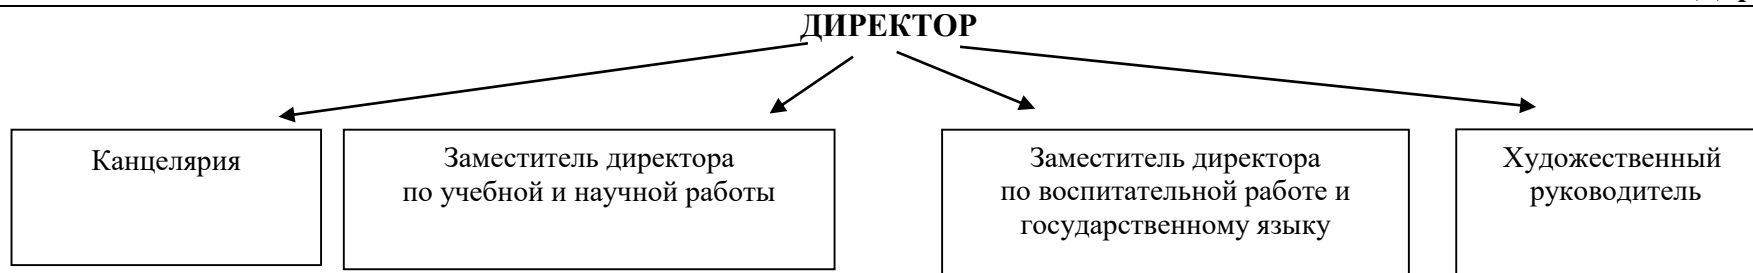 ДИРЕКТОР
Канцелярия
Заместитель директора
по учебной и научной работы
Заместитель директора
по воспитательной работе и
государственному языку
Художественный
руководитель